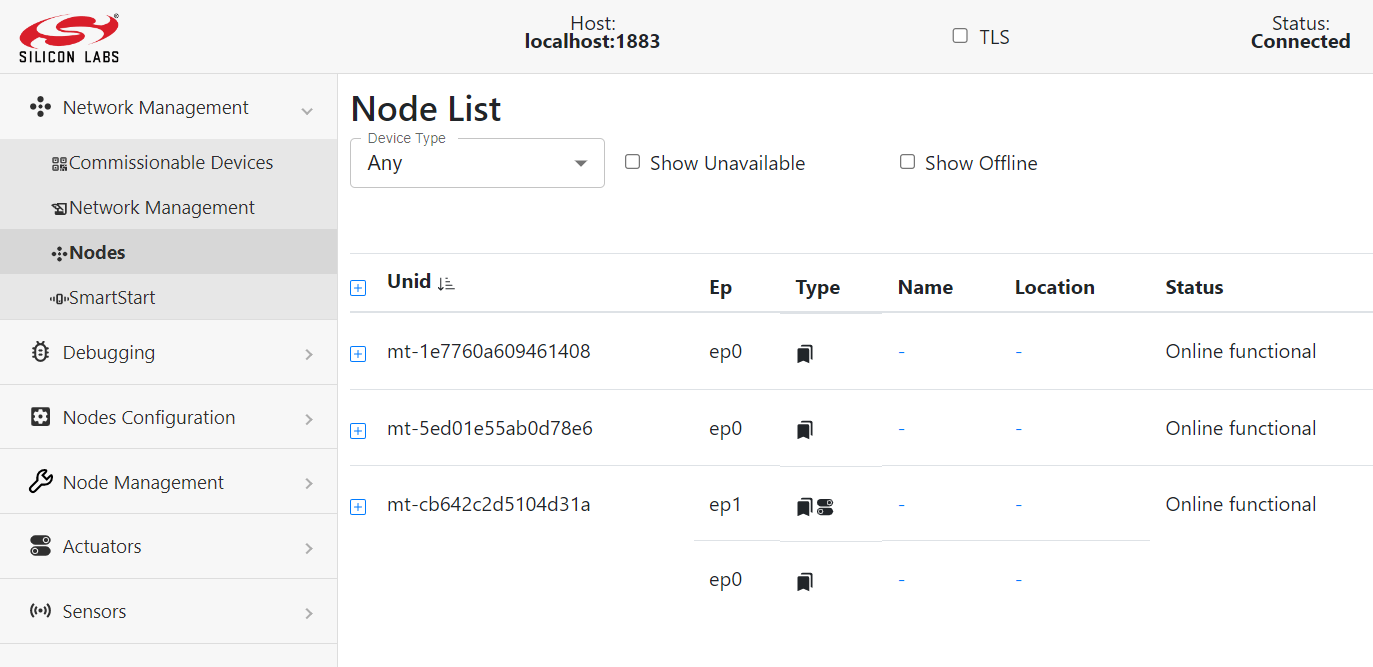 SILICON LABS
Host:
localhost:1883
TLS
Status:
Connected
Network Management
Commissionable Devices
Network Management
Nodes
SmartStart
Debugging
Nodes Configuration
Node Management
Actuators
Sensors
Node List
Device Type
Any
Show Unavailable
Show Offline
Unid Ep Type Name Location Status
mt-1e7760a609461408 ep0 - - Online functional
mt-5ed01e55ab0d78e6 ep0 - - Online functional
mt-cb642c2d5104d31a ep1 - - Online functional
ep0 - -